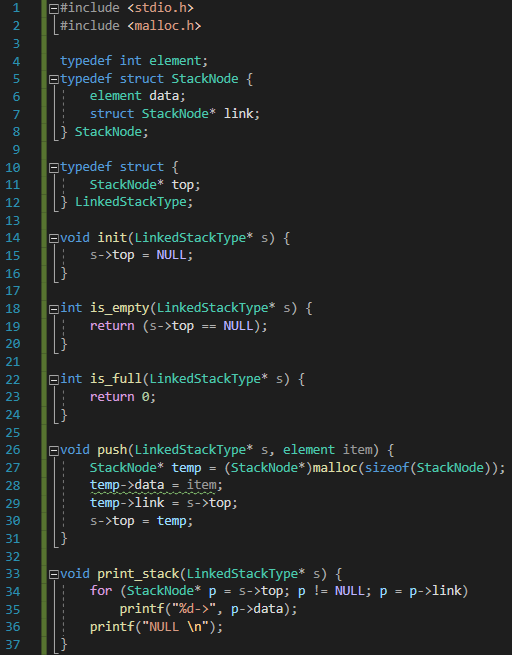 1 #include <stdio.h>
2 #include <malloc.h>
3
4 typedef int element;
5 typedef struct StackNode {
6     element data;
7     struct StackNode* link;
8 } StackNode;
9
10 typedef struct {
11     StackNode* top;
12 } LinkedStackType;
13
14 void init(LinkedStackType* s) {
15     s->top = NULL;
16 }
17
18 int is_empty(LinkedStackType* s) {
19     return (s->top == NULL);
20 }
21
22 int is_full(LinkedStackType* s) {
23     return 0;
24 }
25
26 void push(LinkedStackType* s, element item) {
27     StackNode* temp = (StackNode*)malloc(sizeof(StackNode));
28     temp->data = item;
29     temp->link = s->top;
30     s->top = temp;
31 }
32
33 void print_stack(LinkedStackType* s) {
34     for (StackNode* p = s->top; p != NULL; p = p->link)
35         printf("%d->", p->data);
36     printf("NULL \n");
37 }